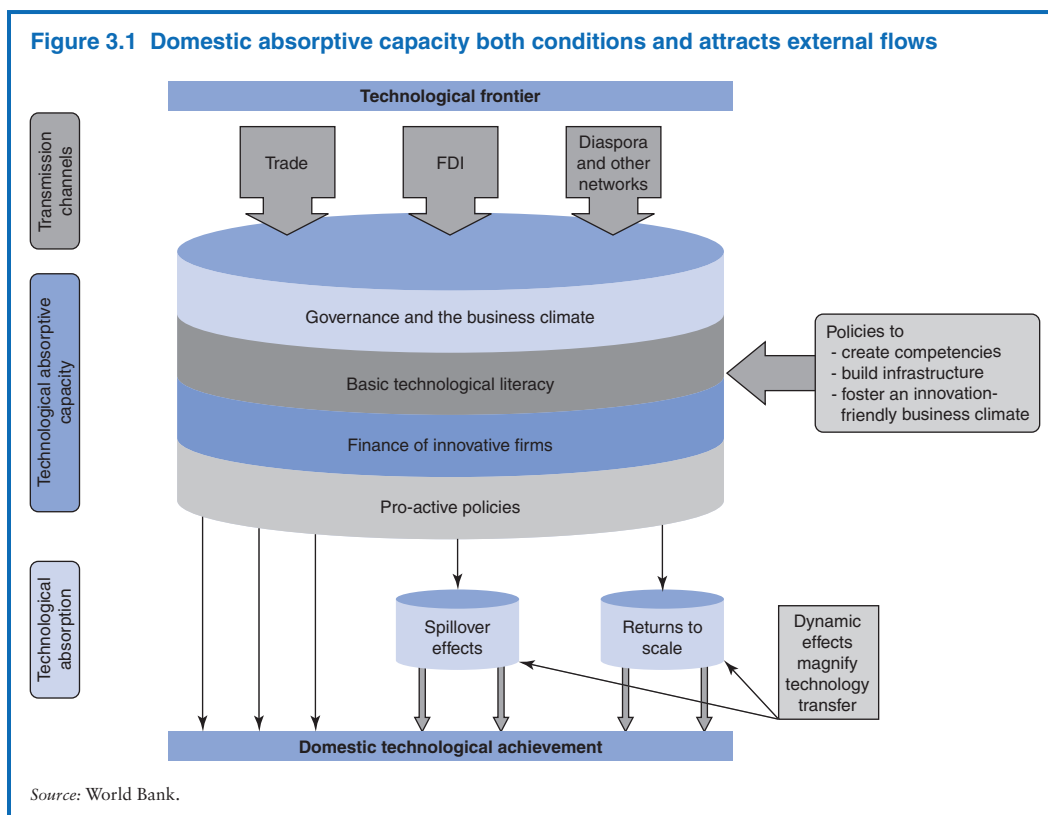 Figure 3.1 Domestic absorptive capacity both conditions and attracts external flows
Technological frontier
Transmission
channels
Trade
FDI
Diaspora
and other
networks
Technological absorptive
capacity
Governance and the business climate
Basic technological literacy
Finance of innovative firms
Pro-active policies
Policies to
- create competencies
- build infrastructure
- foster an innovation-
friendly business climate
Technological
absorption
Spillover
effects
Returns to
scale
Dynamic
effects
magnify
technology
transfer
Domestic technological achievement
Source: World Bank.